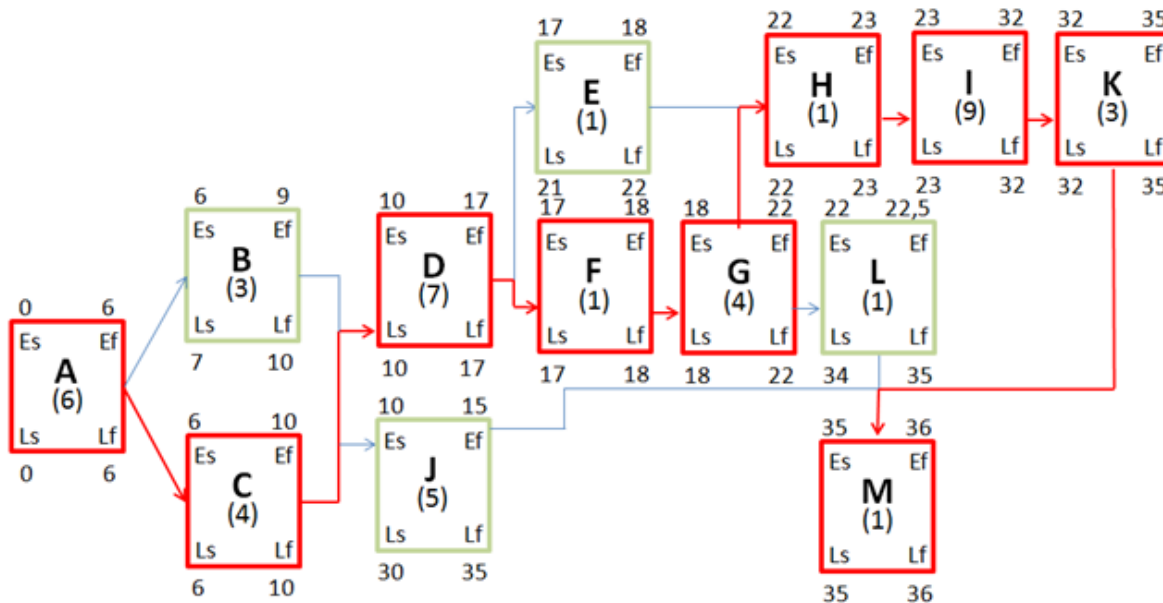 17 18
Es Ef
E
(1)
Ls Lf
21 22
22 23
Es Ef
H
(1)
Ls Lf
22 23
23 32
Es Ef
I
(9)
Ls Lf
23 32
32 35
Es Ef
K
(3)
Ls Lf
32 35
6 9
Es Ef
B
(3)
Ls Lf
7 10
10 17
Es Ef
D
(7)
Ls Lf
10 17
17 18
Es Ef
F
(1)
Ls Lf
17 18
18 22
Es Ef
G
(4)
Ls Lf
18 22
22 22,5
Es Ef
L
(1)
Ls Lf
34 35
0 6
Es Ef
A
(6)
Ls Lf
0 6
6 10
Es Ef
C
(4)
Ls Lf
6 10
10 15
Es Ef
J
(5)
Ls Lf
30 35
35 36
Es Ef
M
(1)
Ls Lf
35 36